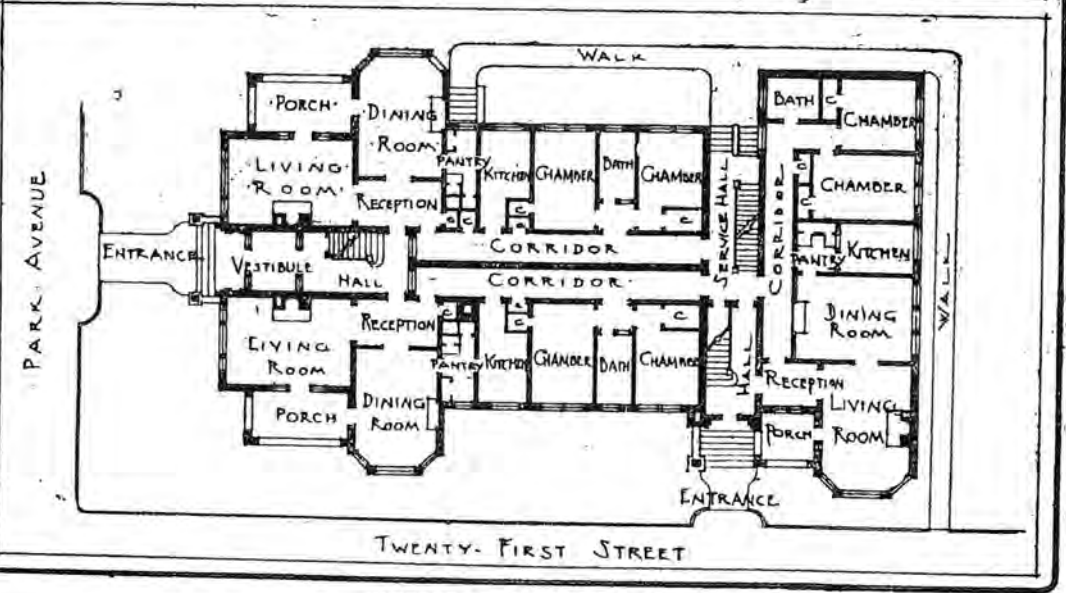 WALK
PORCH
DINING
ROOM
LIVING
ROOM
RECEPTION
PANTRY
C
C
KITCHEN
C
C
CHAMBER
BATH
CHAMBER
C
SERVICE HALL
CORRIDOR
BATH
C
CHAMBER
C
CHAMBER
C
PANTRY
KITCHEN
DINING
ROOM
WALK
PARK AVENUE
ENTRANCE
VESTIBULE
HALL
CORRIDOR
CORRIDOR
LIVING
ROOM
RECEPTION
PORCH
DINING
ROOM
C
PANTRY
KITCHEN
C
C
CHAMBER
BATH
CHAMBER
C
HALL
RECEPTION
LIVING
ROOM
PORCH
ENTRANCE
TWENTY-FIRST STREET